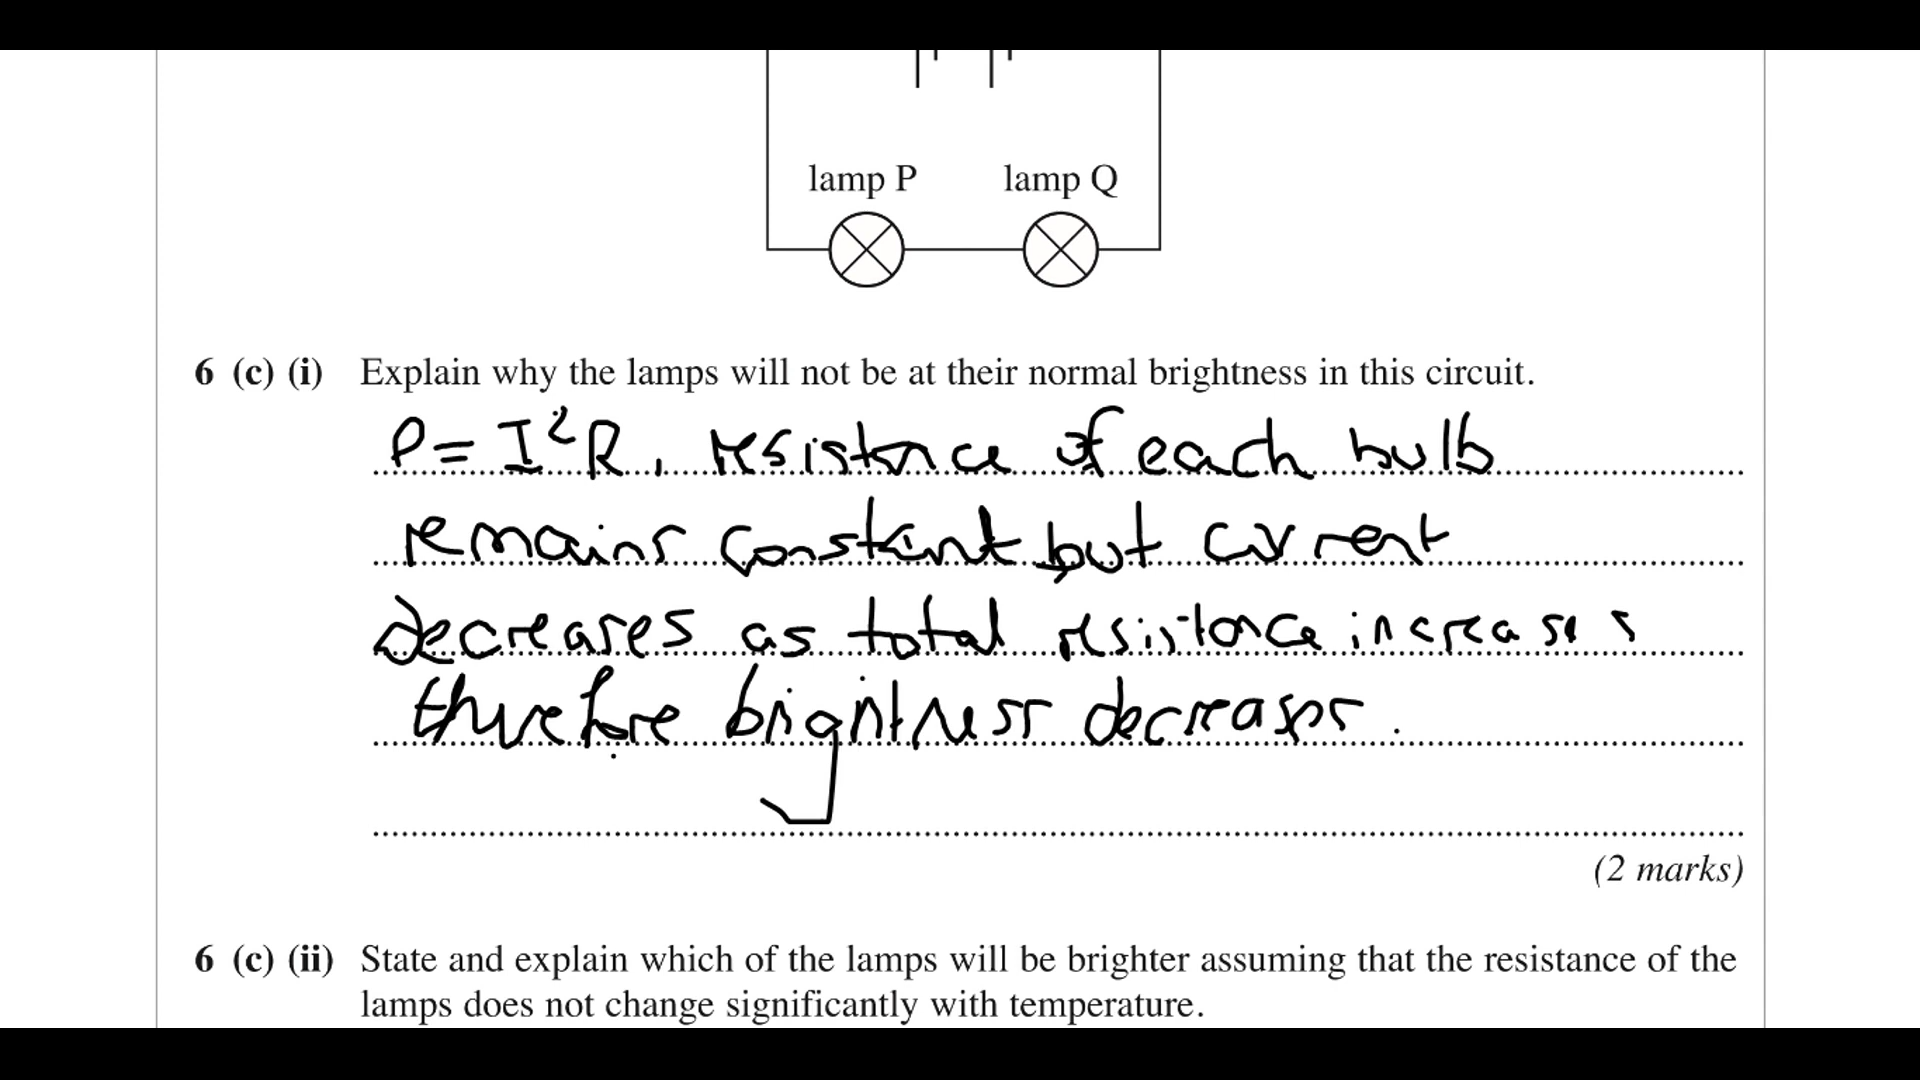 lamp P lamp Q
6 (c) (i) Explain why the lamps will not be at their normal brightness in this circuit.
P = I²R, resistance of each bulb
remains constant but current
decreases as total resistance increases
therefore brightness decreases.
(2 marks)
6 (c) (ii) State and explain which of the lamps will be brighter assuming that the resistance of the
lamps does not change significantly with temperature.